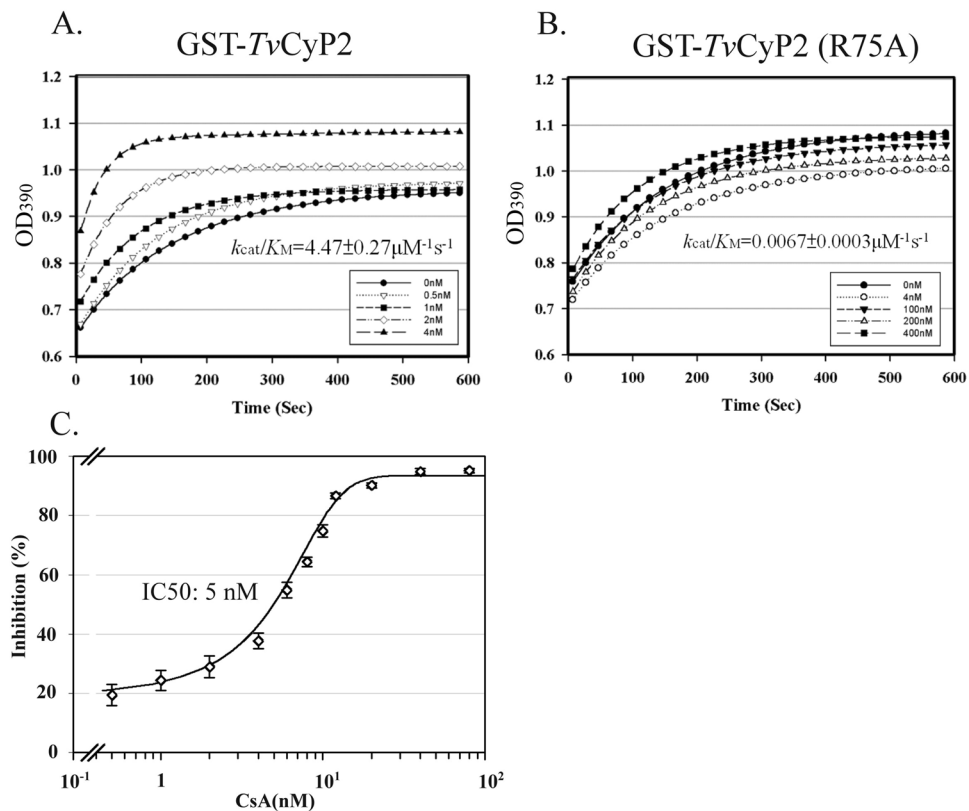 A.
GST-TvCyP2
1.2
1.1
1.0
0.9
0.8
0.7
0.6
OD390
kcat/KM=4.47±0.27μM-1s-1
0nM
0.5nM
1nM
2nM
4nM
0 100 200 300 400 500 600
Time (Sec)
B.
GST-TvCyP2 (R75A)
1.2
1.1
1.0
0.9
0.8
0.7
0.6
OD390
kcat/KM=0.0067±0.0003μM-1s-1
0nM
4nM
100nM
200nM
400nM
0 100 200 300 400 500 600
Time (Sec)
C.
100
80
60
40
20
0
Inhibition (%)
IC50: 5 nM
10-1 1 101 102
CsA(nM)